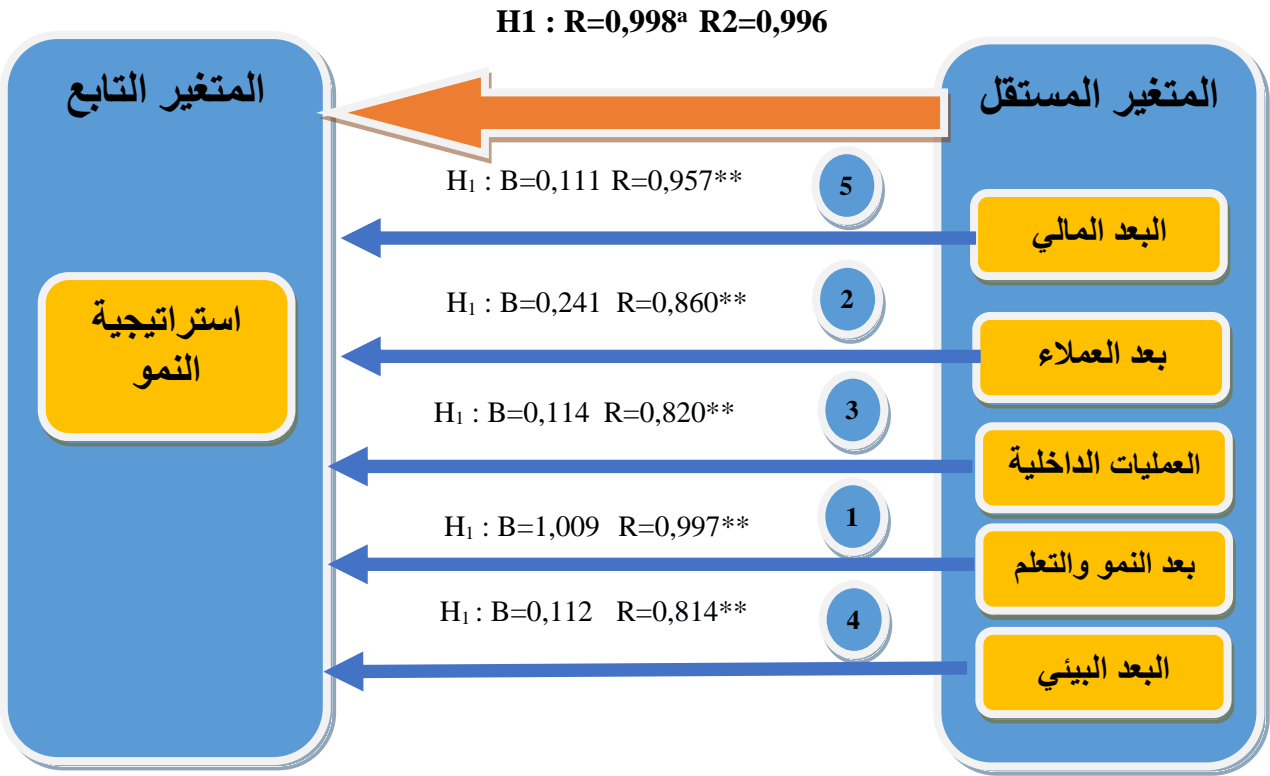 H1 : R=0,998ᵃ R2=0,996
المتغير المستقل
المتغير التابع
H₁ : B=0,111 R=0,957**
5
البعد المالي
H₁ : B=0,241 R=0,860**
2
بعد العملاء
استراتيجية
النمو
H₁ : B=0,114 R=0,820**
3
العمليات الداخلية
H₁ : B=1,009 R=0,997**
1
بعد النمو والتعلم
H₁ : B=0,112 R=0,814**
4
البعد البيئي